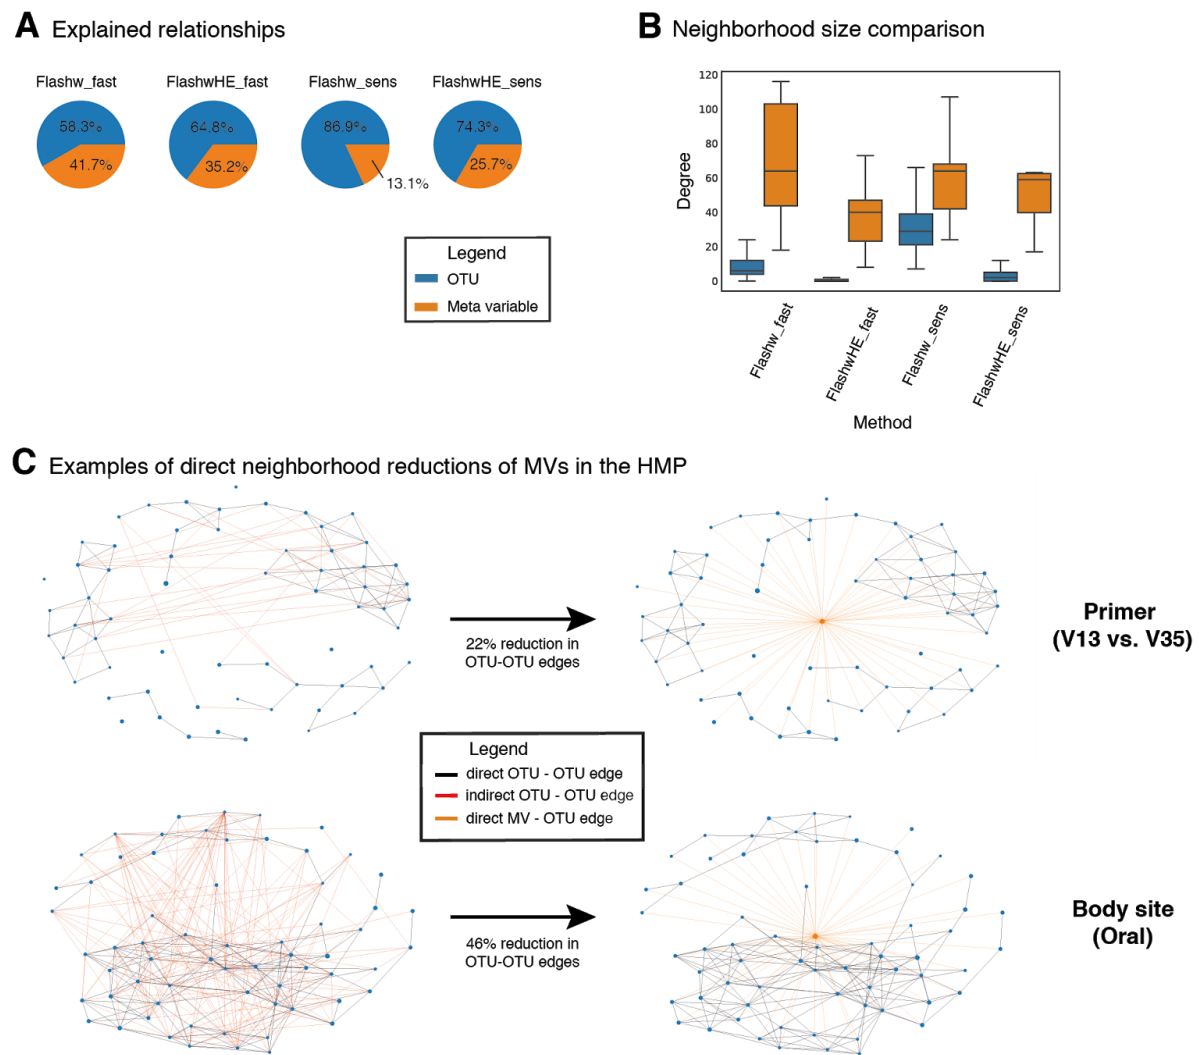 A Explained relationships
Flashw_fast FlashwHE_fast Flashw_sens FlashwHE_sens
58.3% 64.8% 86.9% 74.3%
41.7% 35.2% 13.1% 25.7%
Legend
OTU
Meta variable
B Neighborhood size comparison
120
100
80
60
40
20
0
Degree
Flashw_fast
FlashwHE_fast
Flashw_sens
FlashwHE_sens
Method
C Examples of direct neighborhood reductions of MVs in the HMP
22% reduction in
OTU-OTU edges
Primer
(V13 vs. V35)
Legend
direct OTU - OTU edge
indirect OTU - OTU edge
direct MV - OTU edge
46% reduction in
OTU-OTU edges
Body site
(Oral)